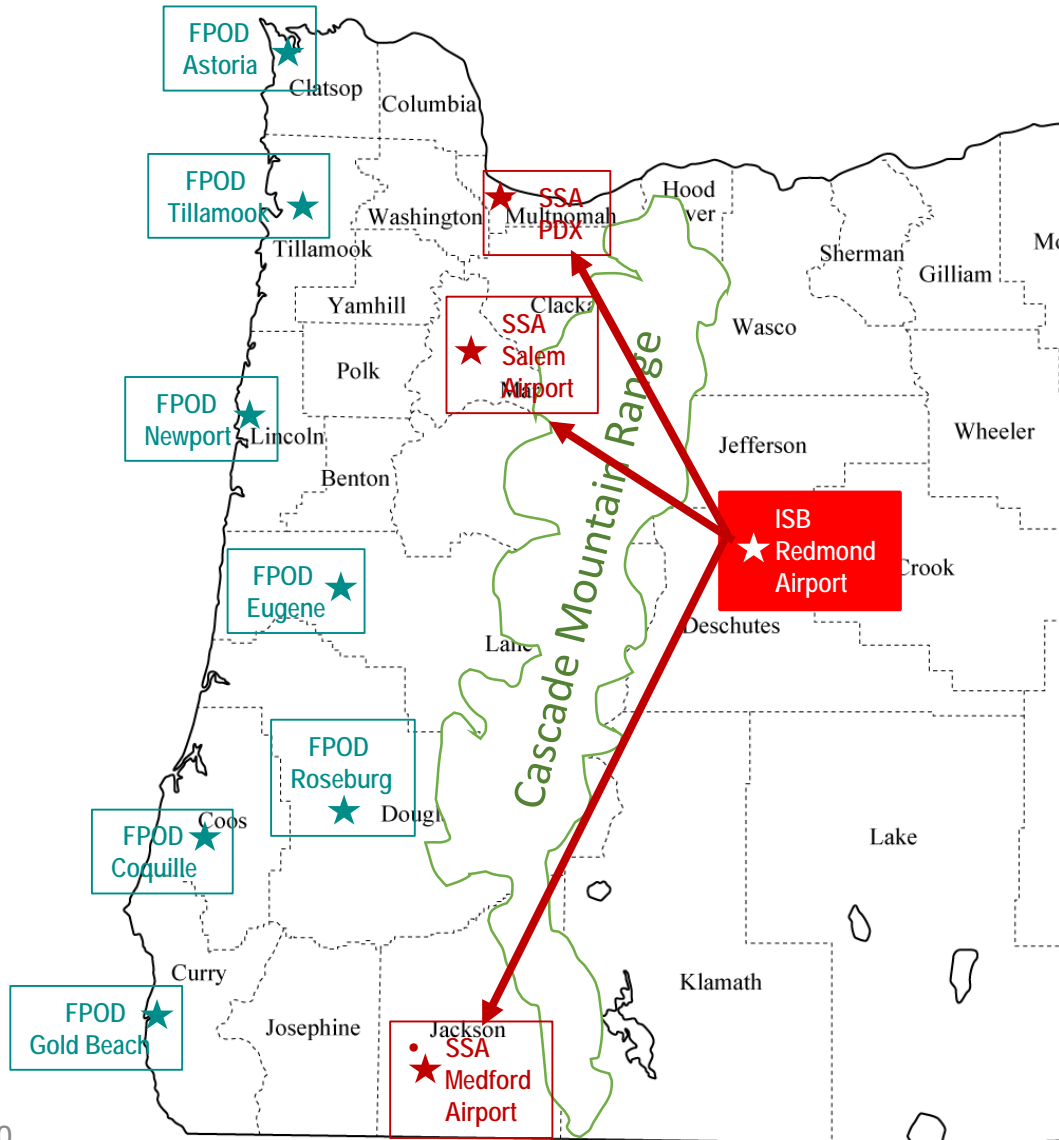 FPOD
Astoria
Clatsop
Columbia
FPOD
Tillamook
Tillamook
Washington
SSA
PDX
Multnomah
Hood
Sherman
Gilliam
Yamhill
Wasco
SSA
Salem
Airport
Polk
FPOD
Newport
Lincoln
Benton
Jefferson
Wheeler
Cascade Mountain Range
ISB
Redmond
Airport
Crook
Deschutes
FPOD
Eugene
Lane
FPOD
Roseburg
FPOD
Coquille
Coos
Lake
Curry
Klamath
FPOD
Gold Beach
Josephine
Jackson
• SSA
Medford
Airport